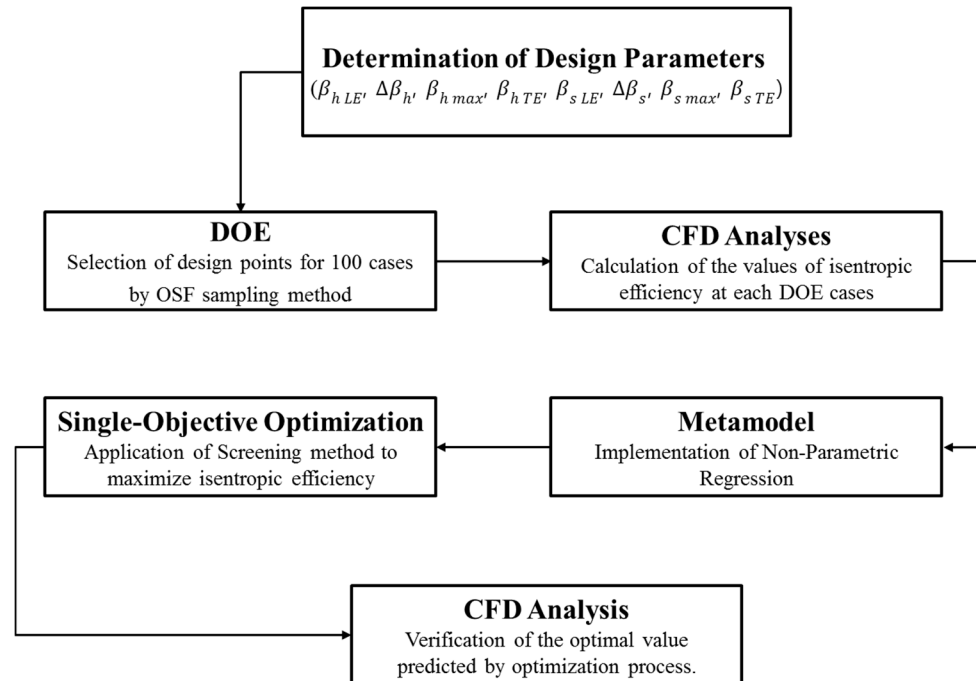 Determination of Design Parameters
(β_h LE, Δβ_h, β_h max, β_h TE, β_s LE, Δβ_s, β_s max, β_s TE)
DOE
Selection of design points for 100 cases
by OSF sampling method
CFD Analyses
Calculation of the values of isentropic
efficiency at each DOE cases
Single-Objective Optimization
Application of Screening method to
maximize isentropic efficiency
Metamodel
Implementation of Non-Parametric
Regression
CFD Analysis
Verification of the optimal value
predicted by optimization process.